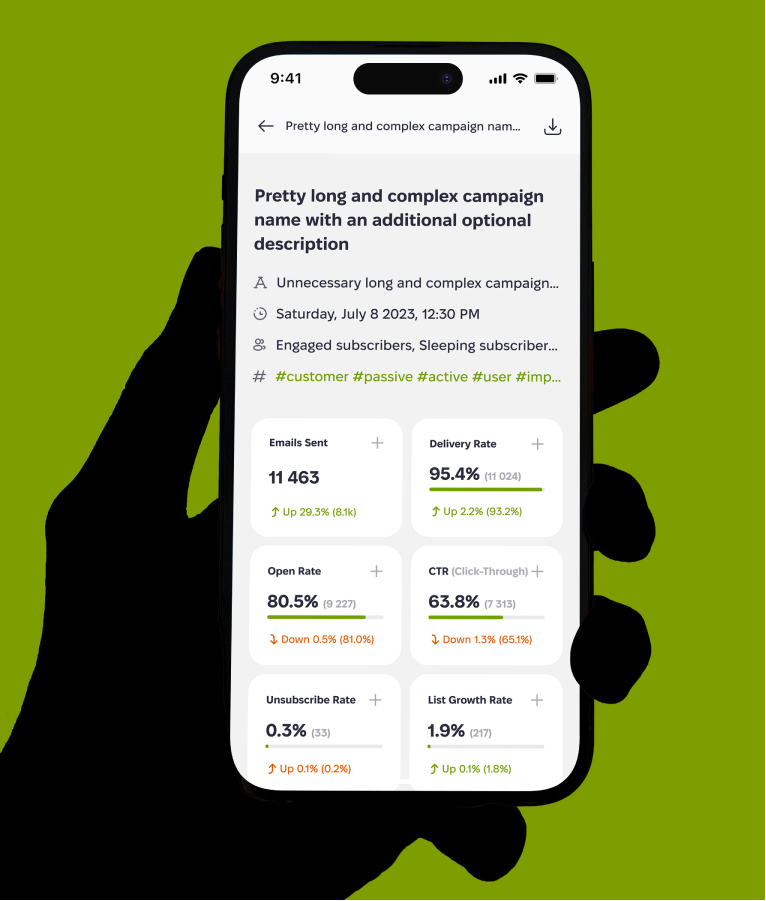 9:41
Pretty long and complex campaign nam...
Pretty long and complex campaign
name with an additional optional
description
Unnecessary long and complex campaign...
Saturday, July 8 2023, 12:30 PM
Engaged subscribers, Sleeping subscriber...
# #customer #passive #active #user #imp...
Emails Sent
11 463
Up 29.3% (8.1k)
Delivery Rate
95.4% (11 024)
Up 2.2% (93.2%)
Open Rate
80.5% (9 227)
Down 0.5% (81.0%)
CTR (Click-Through)
63.8% (7 313)
Down 1.3% (65.1%)
Unsubscribe Rate
0.3% (33)
Up 0.1% (0.2%)
List Growth Rate
1.9% (217)
Up 0.1% (1.8%)